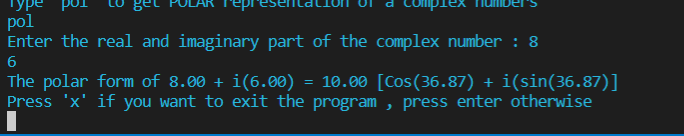 Type 'pol' to get POLAR representation of a complex numbers
pol
Enter the real and imaginary part of the complex number : 8
6
The polar form of 8.00 + i(6.00) = 10.00 [Cos(36.87) + i(sin(36.87)]
Press 'x' if you want to exit the program , press enter otherwise